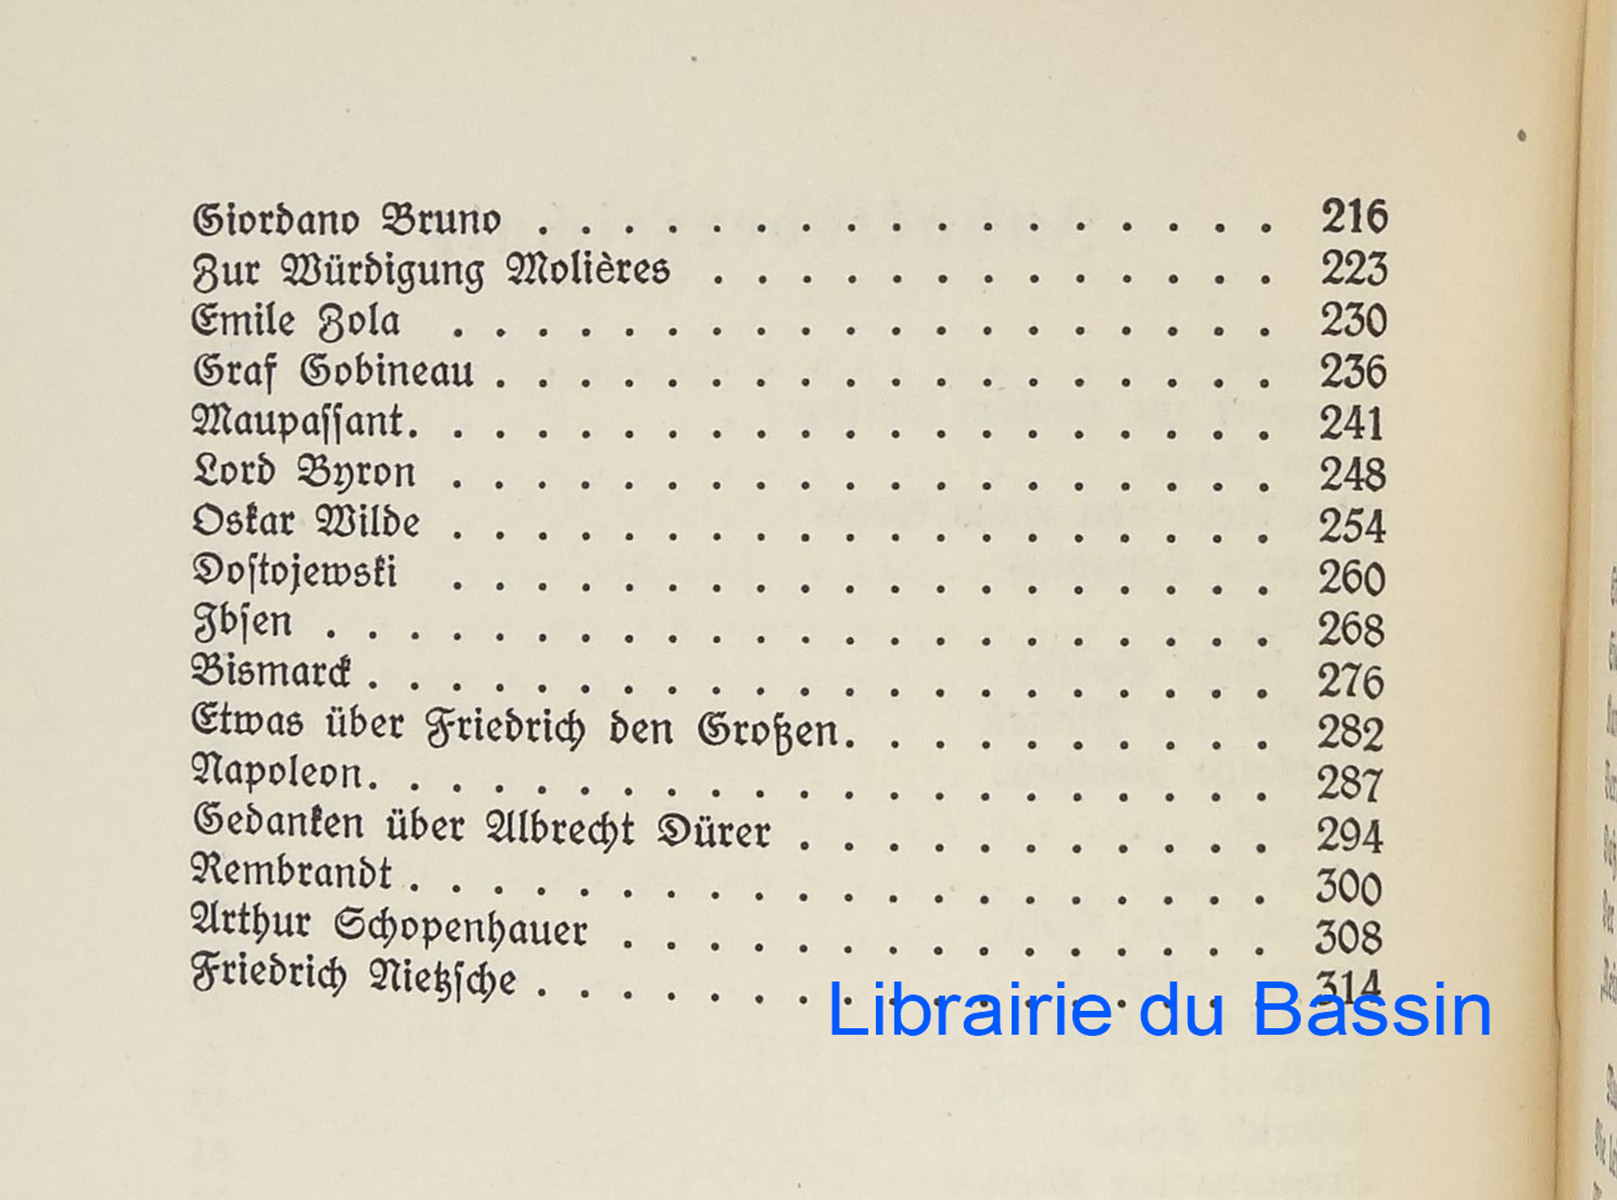 Giordano Bruno . . . . . . . . . . . . . . . . . 216
Zur Würdigung Molières . . . . . . . . . . . . . 223
Emile Zola . . . . . . . . . . . . . . . . . . . 230
Graf Gobineau . . . . . . . . . . . . . . . . . . 236
Maupaſſant. . . . . . . . . . . . . . . . . . . . 241
Lord Byron . . . . . . . . . . . . . . . . . . . 248
Oskar Wilde . . . . . . . . . . . . . . . . . . . 254
Doſtojewski . . . . . . . . . . . . . . . . . . . 260
Ibſen . . . . . . . . . . . . . . . . . . . . . . 268
Bismarck . . . . . . . . . . . . . . . . . . . . . 276
Etwas über Friedrich den Großen. . . . . . . . . . 282
Napoleon. . . . . . . . . . . . . . . . . . . . . 287
Gedanken über Albrecht Dürer . . . . . . . . . . . 294
Rembrandt . . . . . . . . . . . . . . . . . . . . 300
Arthur Schopenhauer . . . . . . . . . . . . . . . 308
Friedrich Nietzſche . . . . . . . . . . . . . . . . . 314
Librairie du Bassin